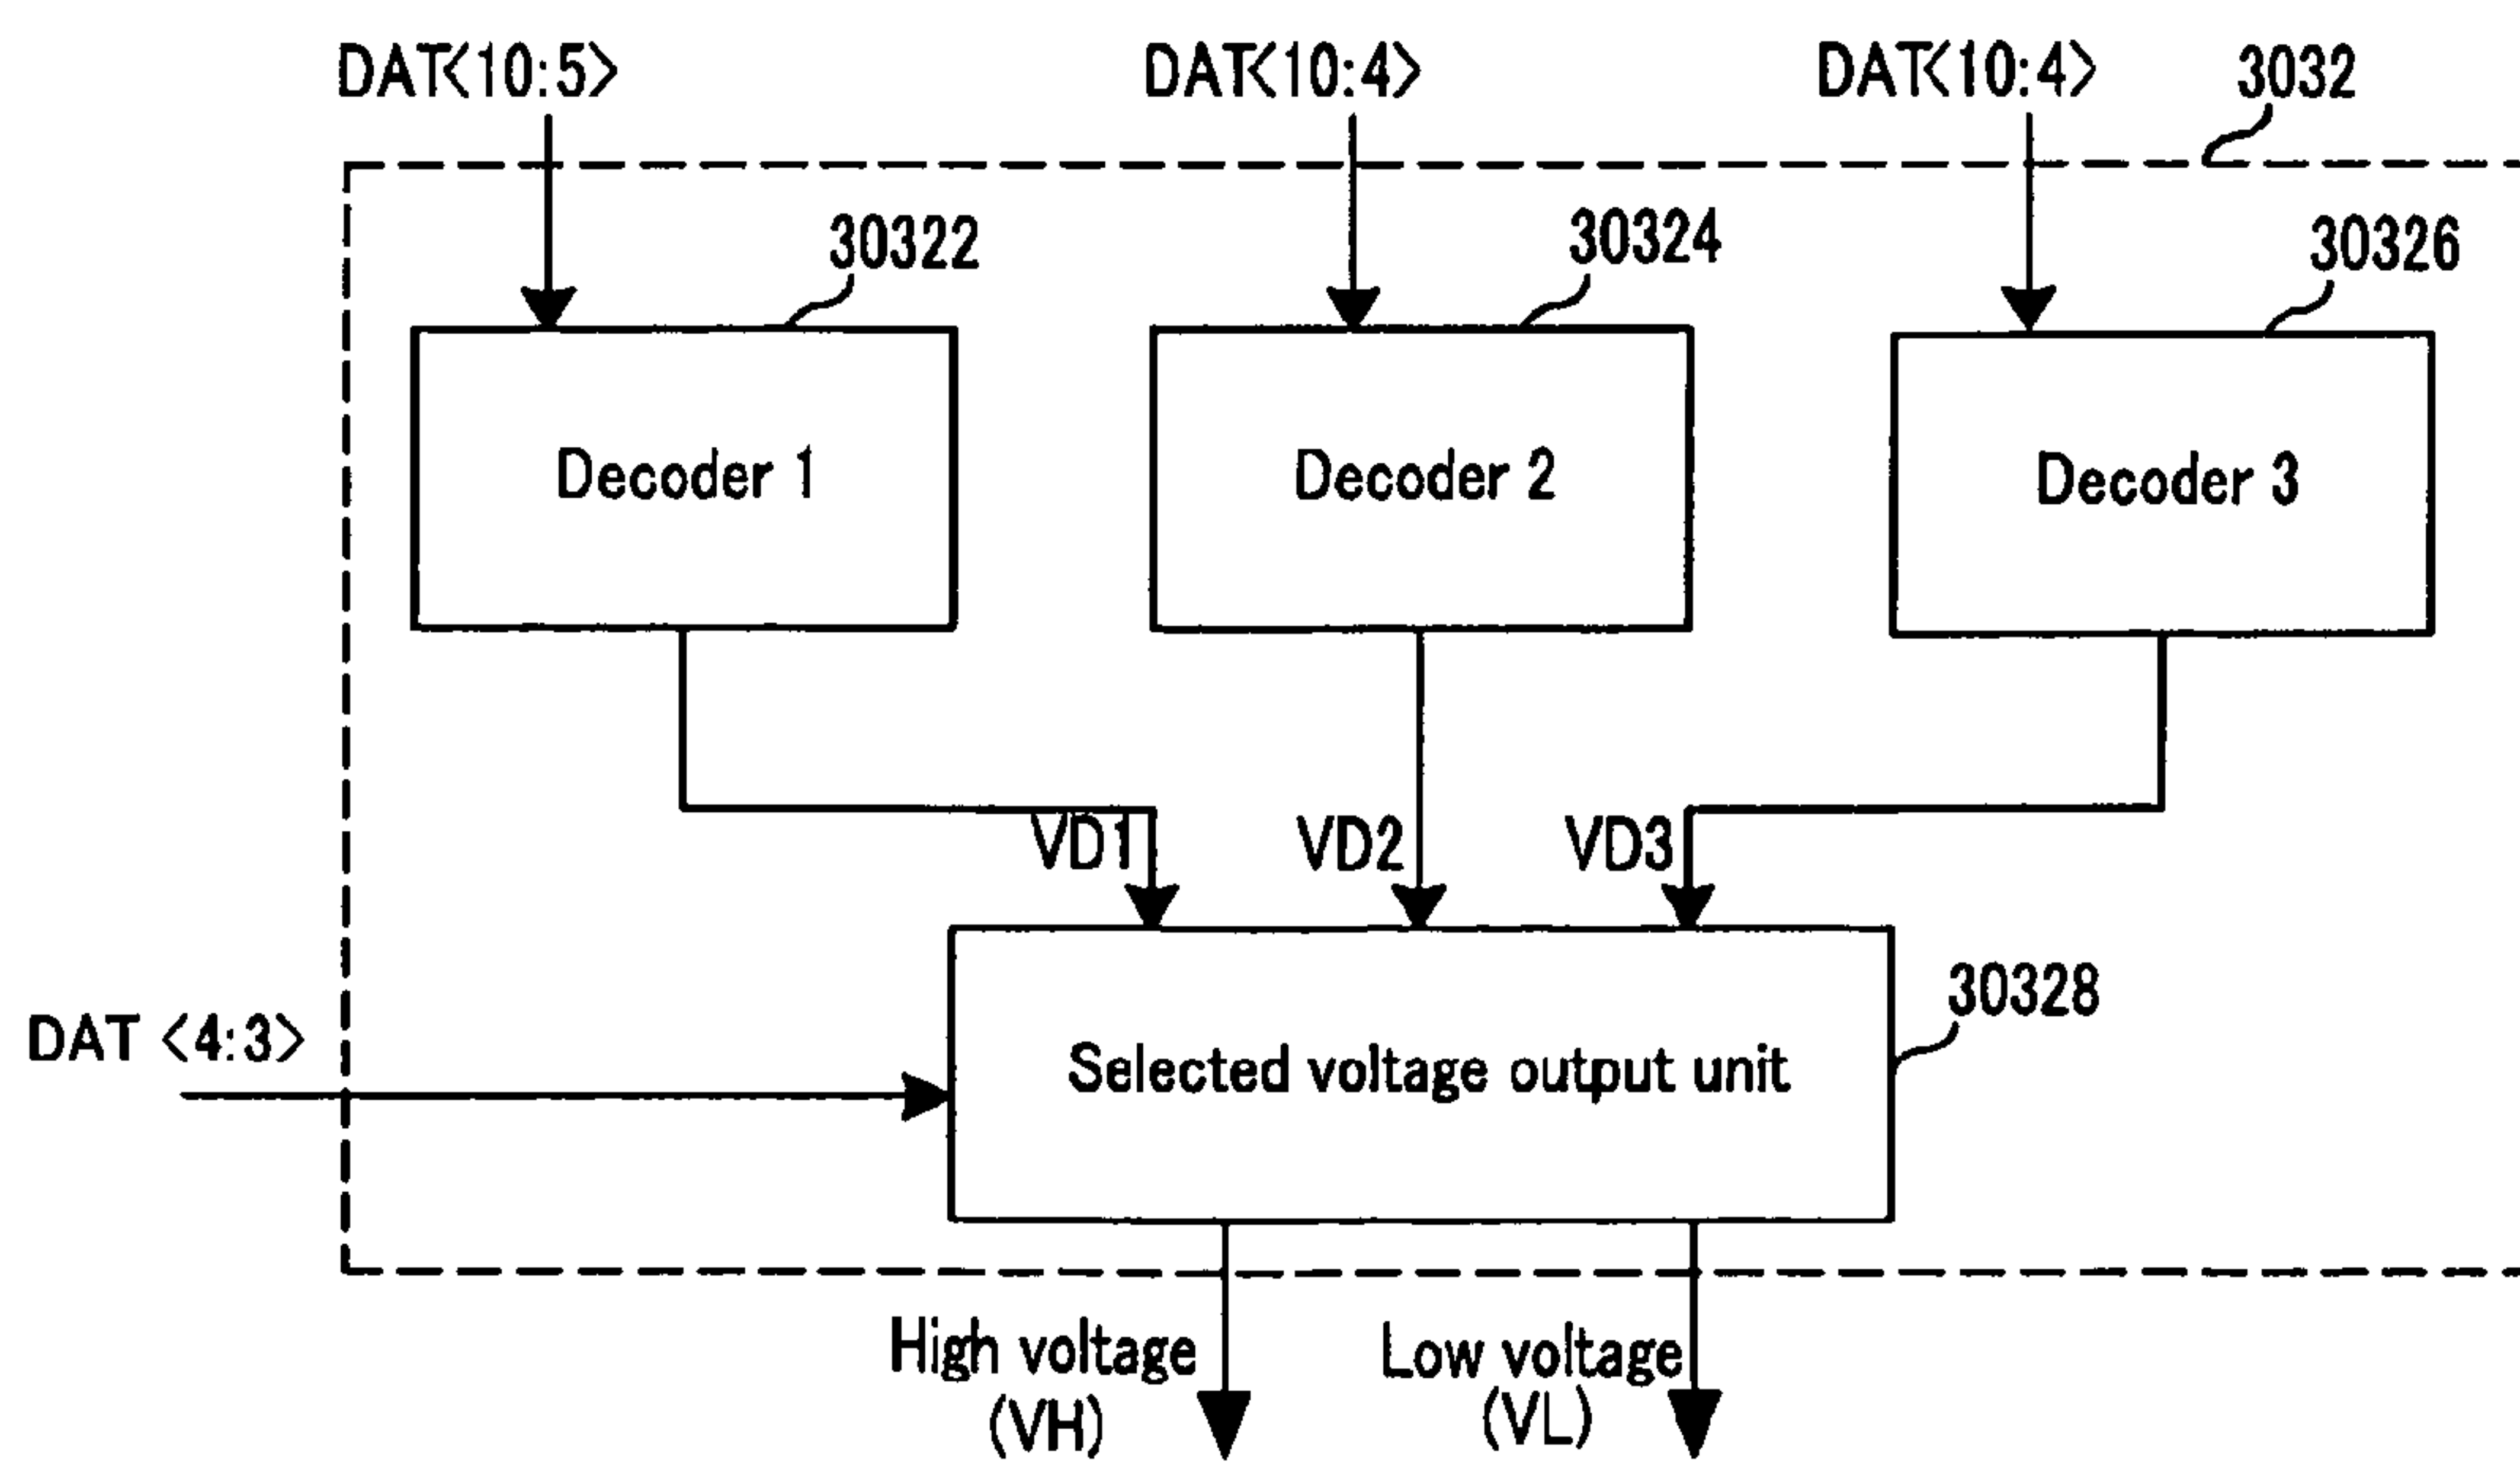 DAT<10:5>
DAT<10:4>
DAT<10:4>
3032
30322
30324
30326
Decoder 1
Decoder 2
Decoder 3
VD1
VD2
VD3
30328
DAT <4:3>
Selected voltage output unit
High voltage
(VH)
Low voltage
(VL)